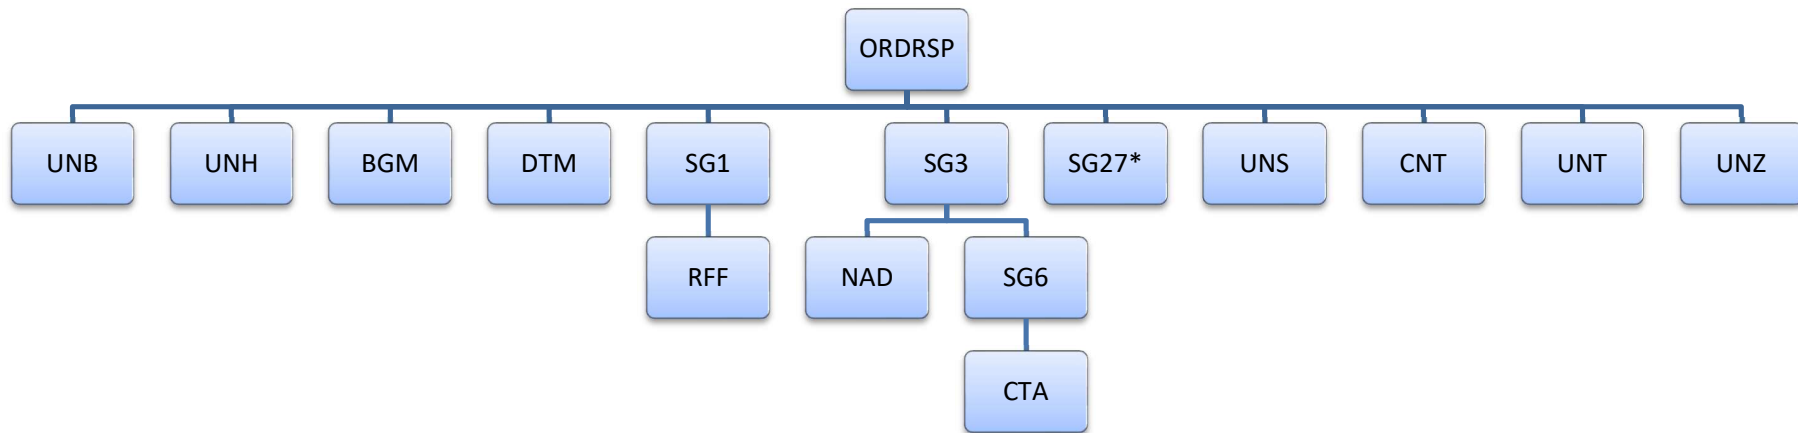 ORDRSP
UNB
UNH
BGM
DTM
SG1
SG3
SG27*
UNS
CNT
UNT
UNZ
RFF
NAD
SG6
CTA